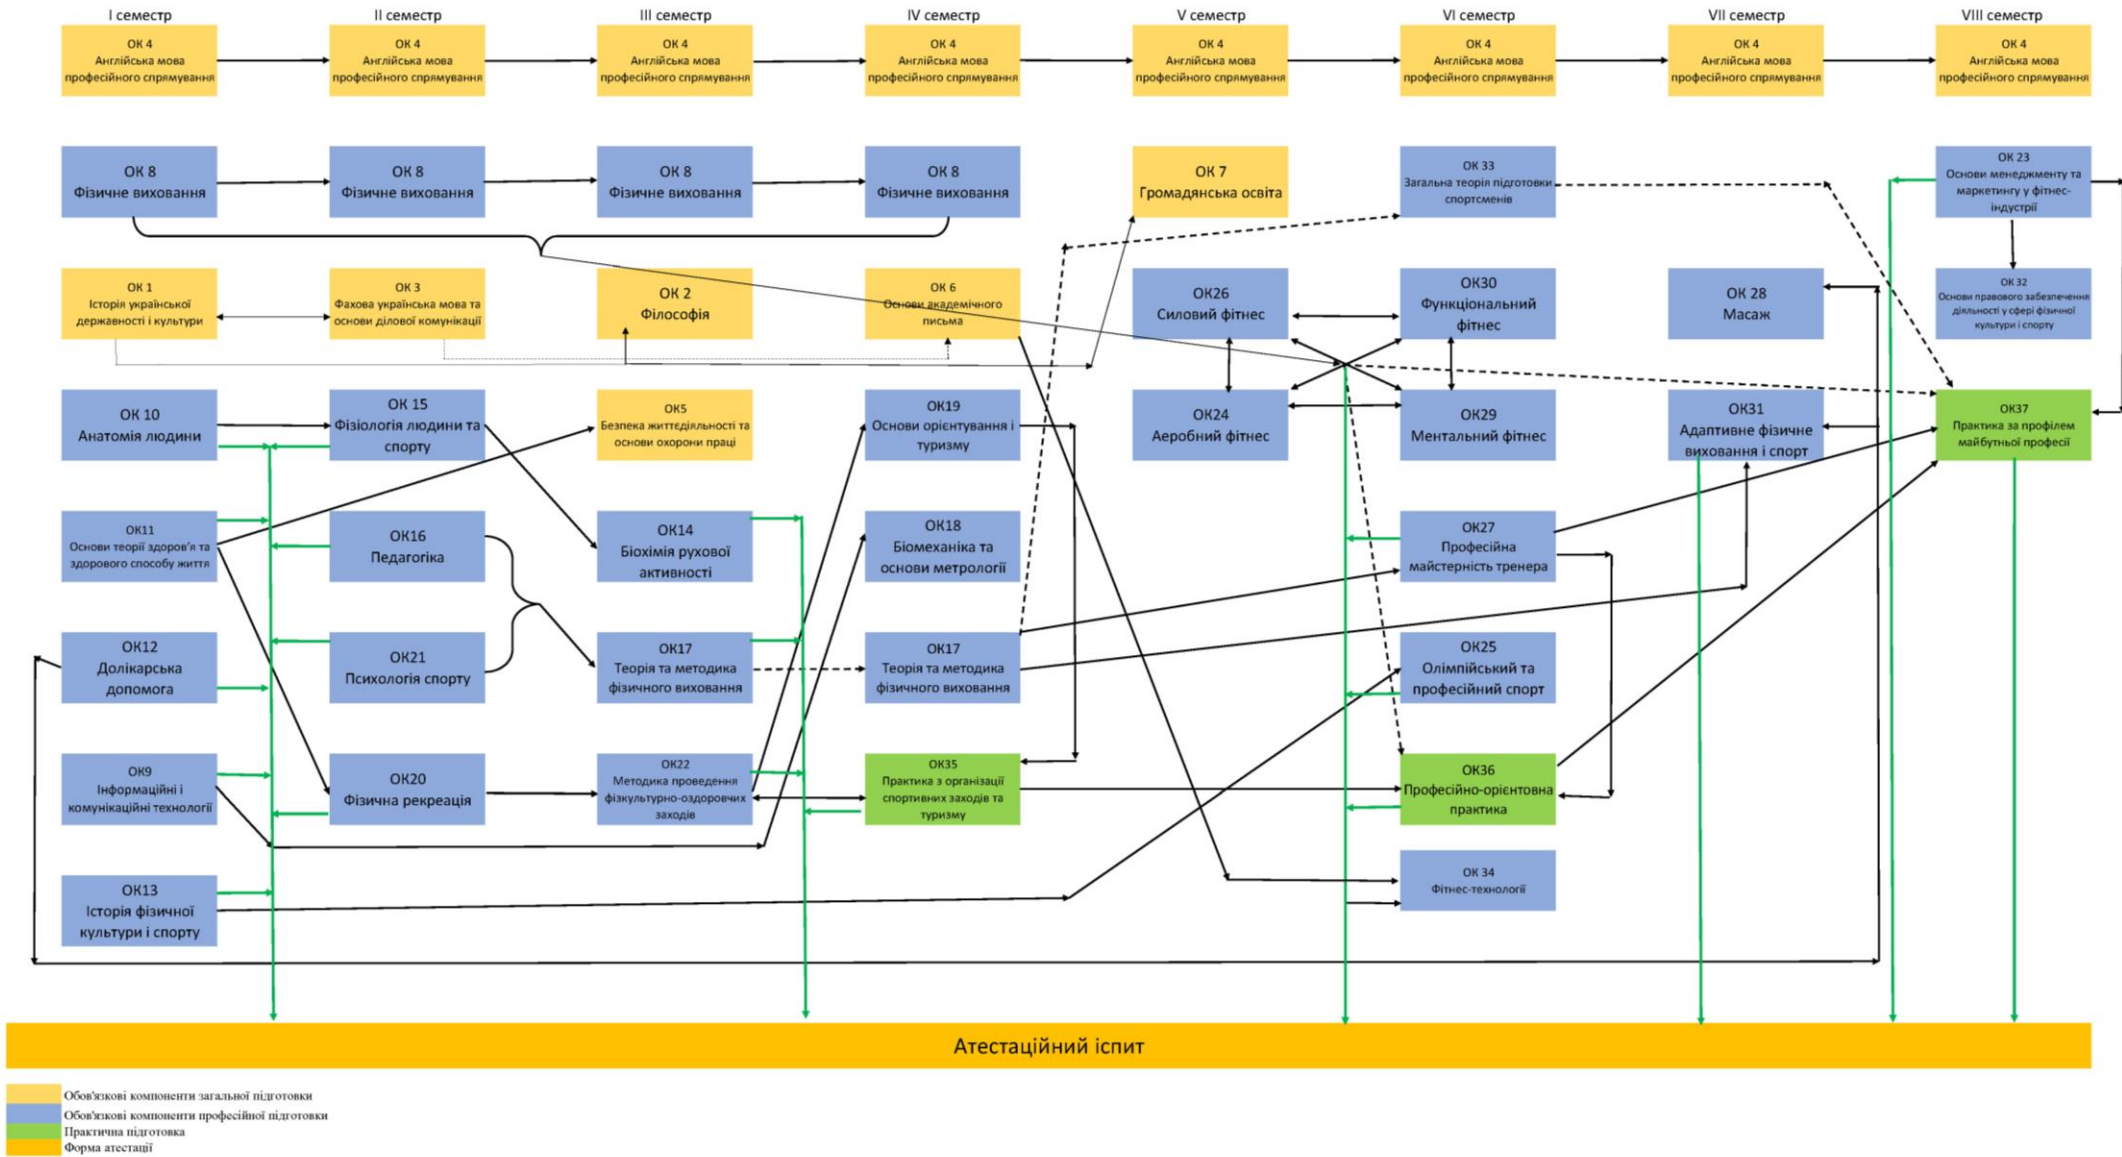 I семестр
II семестр
III семестр
IV семестр
V семестр
VI семестр
VII семестр
VIII семестр
ОК 4
Англійська мова
професійного спрямування
ОК 4
Англійська мова
професійного спрямування
ОК 4
Англійська мова
професійного спрямування
ОК 4
Англійська мова
професійного спрямування
ОК 4
Англійська мова
професійного спрямування
ОК 4
Англійська мова
професійного спрямування
ОК 4
Англійська мова
професійного спрямування
ОК 4
Англійська мова
професійного спрямування
ОК 8
Фізичне виховання
ОК 8
Фізичне виховання
ОК 8
Фізичне виховання
ОК 8
Фізичне виховання
ОК 7
Громадянська освіта
ОК 33
Загальна теорія підготовки
спортсменів
ОК 23
Основи менеджменту та
маркетингу у фітнес-
індустрії
ОК 1
Історія української
державності і культури
ОК 3
Фахова українська мова та
основи ділової комунікації
ОК 2
Філософія
ОК 6
Основи академічного
письма
ОК26
Силовий фітнес
ОК30
Функціональний
фітнес
ОК 28
Масаж
ОК 32
Основи правового забезпечення
діяльності у сфері фізичної
культури і спорту
ОК 10
Анатомія людини
ОК 15
Фізіологія людини та
спорту
ОК5
Безпека життєдіяльності та
основи охорони праці
ОК19
Основи орієнтування і
туризму
ОК24
Аеробний фітнес
ОК29
Ментальний фітнес
ОК31
Адаптивне фізичне
виховання і спорт
ОК37
Практика за профілем
майбутньої професії
ОК11
Основи теорії здоров'я та
здорового способу життя
ОК16
Педагогіка
ОК14
Біохімія рухової
активності
ОК18
Біомеханіка та
основи метрології
ОК27
Професійна
майстерність тренера
ОК12
Долікарська
допомога
ОК21
Психологія спорту
ОК17
Теорія та методика
фізичного виховання
ОК17
Теорія та методика
фізичного виховання
ОК25
Олімпійський та
професійний спорт
ОК9
Інформаційні і
комунікаційні технології
ОК20
Фізична рекреація
ОК22
Методика проведення
фізкультурно-оздоровчих
заходів
ОК35
Практика з організації
спортивних заходів та
туризму
ОК36
Професійно-орієнтовна
практика
ОК13
Історія фізичної
культури і спорту
ОК 34
Фітнес-технології
Атестаційний іспит
Обов'язкові компоненти загальної підготовки
Обов'язкові компоненти професійної підготовки
Практична підготовка
Форма атестації